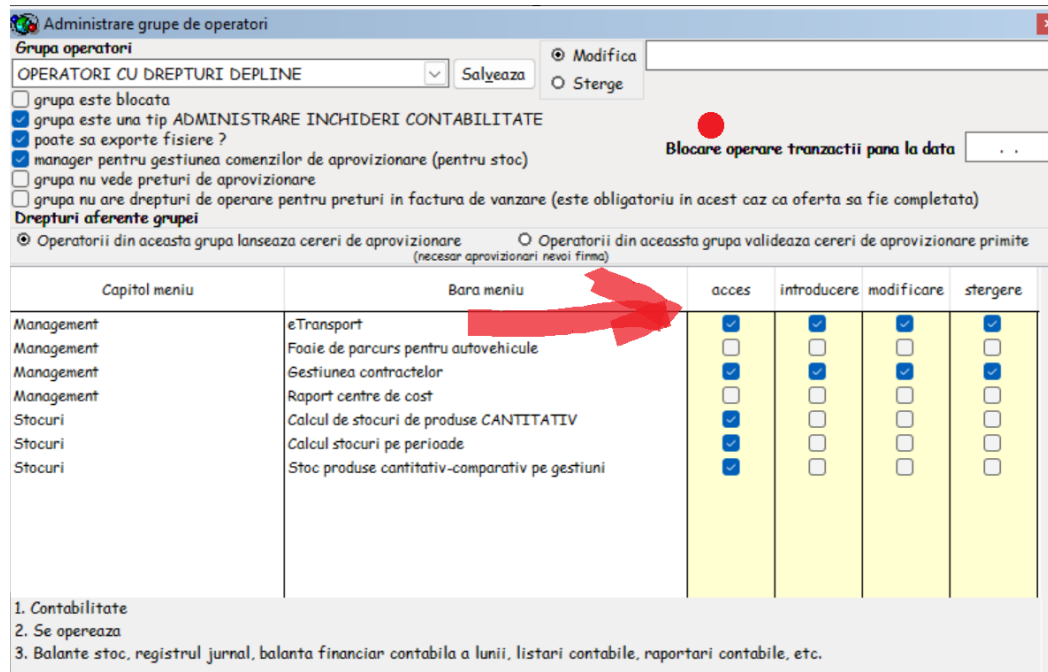 Administrare grupe de operatori
Grupa operatori
OPERATORI CU DREPTURI DEPLINE
Salveaza
Modifica
Sterge
grupa este blocata
grupa este una tip ADMINISTRARE INCHIDERI CONTABILITATE
poate sa exporte fisiere ?
manager pentru gestiunea comenzilor de aprovizionare (pentru stoc)
Blocare operare tranzactii pana la data . .
grupa nu vede preturi de aprovizionare
grupa nu are drepturi de operare pentru preturi in factura de vanzare (este obligatoriu in acest caz ca oferta sa fie completata)
Drepturi aferente grupei
Operatorii din aceasta grupa lanseaza cereri de aprovizionare Operatorii din aceassta grupa valideaza cereri de aprovizionare primite
(necesar aprovizionari nevoi firma)
Capitol meniu Bara meniu acces introducere modificare stergere
Management eTransport
Management Foaie de parcurs pentru autovehicule
Management Gestiunea contractelor
Management Raport centre de cost
Stocuri Calcul de stocuri de produse CANTITATIV
Stocuri Calcul stocuri pe perioade
Stocuri Stoc produse cantitativ-comparativ pe gestiuni
1. Contabilitate
2. Se opereaza
3. Balante stoc, registrul jurnal, balanta financiar contabila a lunii, listari contabile, raportari contabile, etc.